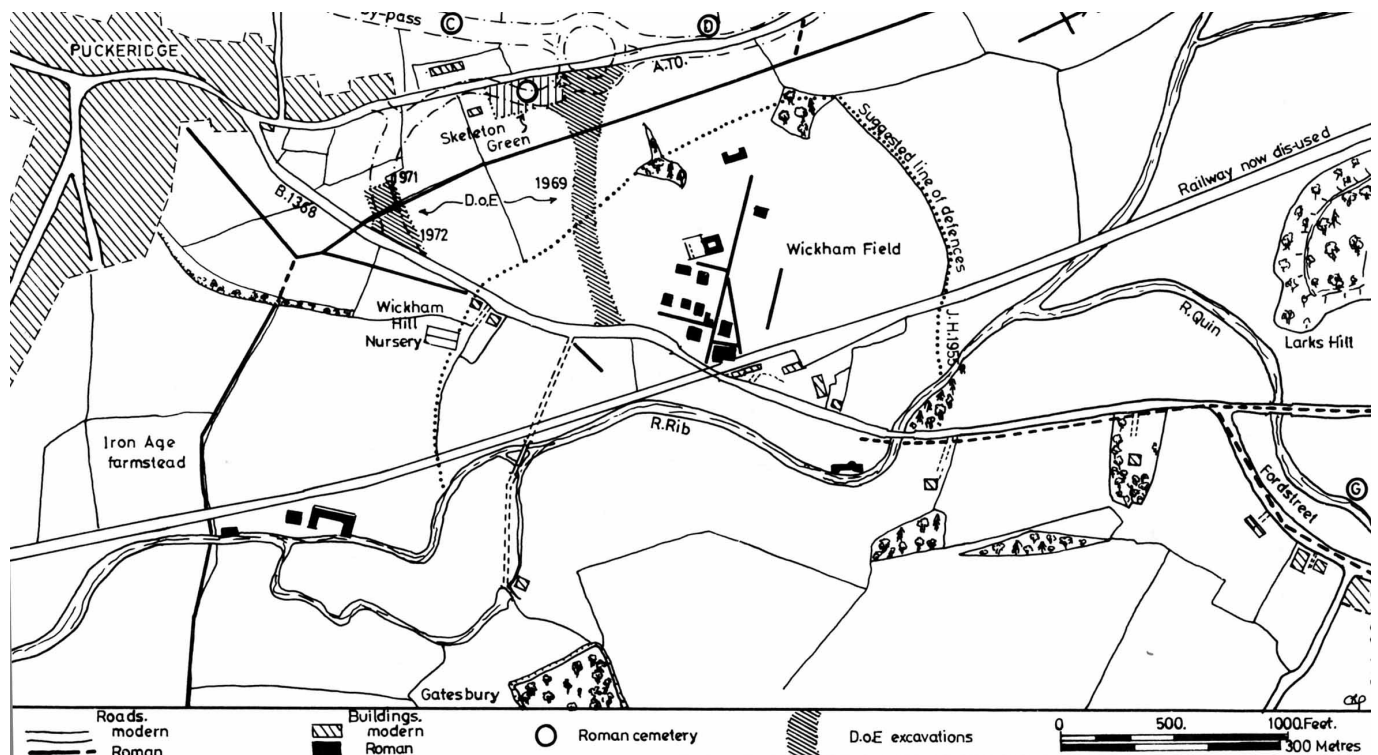 y-pass
C
D
PUCKERIDGE
A.10.
Skeleton
Green
Suggested line of defences
J.H.1955
Railway now dis-used
B.1368
1971
1969
D.o.E
1972
Wickham Field
Wickham
Hill
Nursery
R.Quin
Larks Hill
Iron Age
farmstead
R.Rib
Fordstreet
G
Gatesbury
Roads.
modern
Roman
Buildings.
modern
Roman
Roman cemetery
D.o.E excavations
0 500. 1000.Feet.
300 Metres